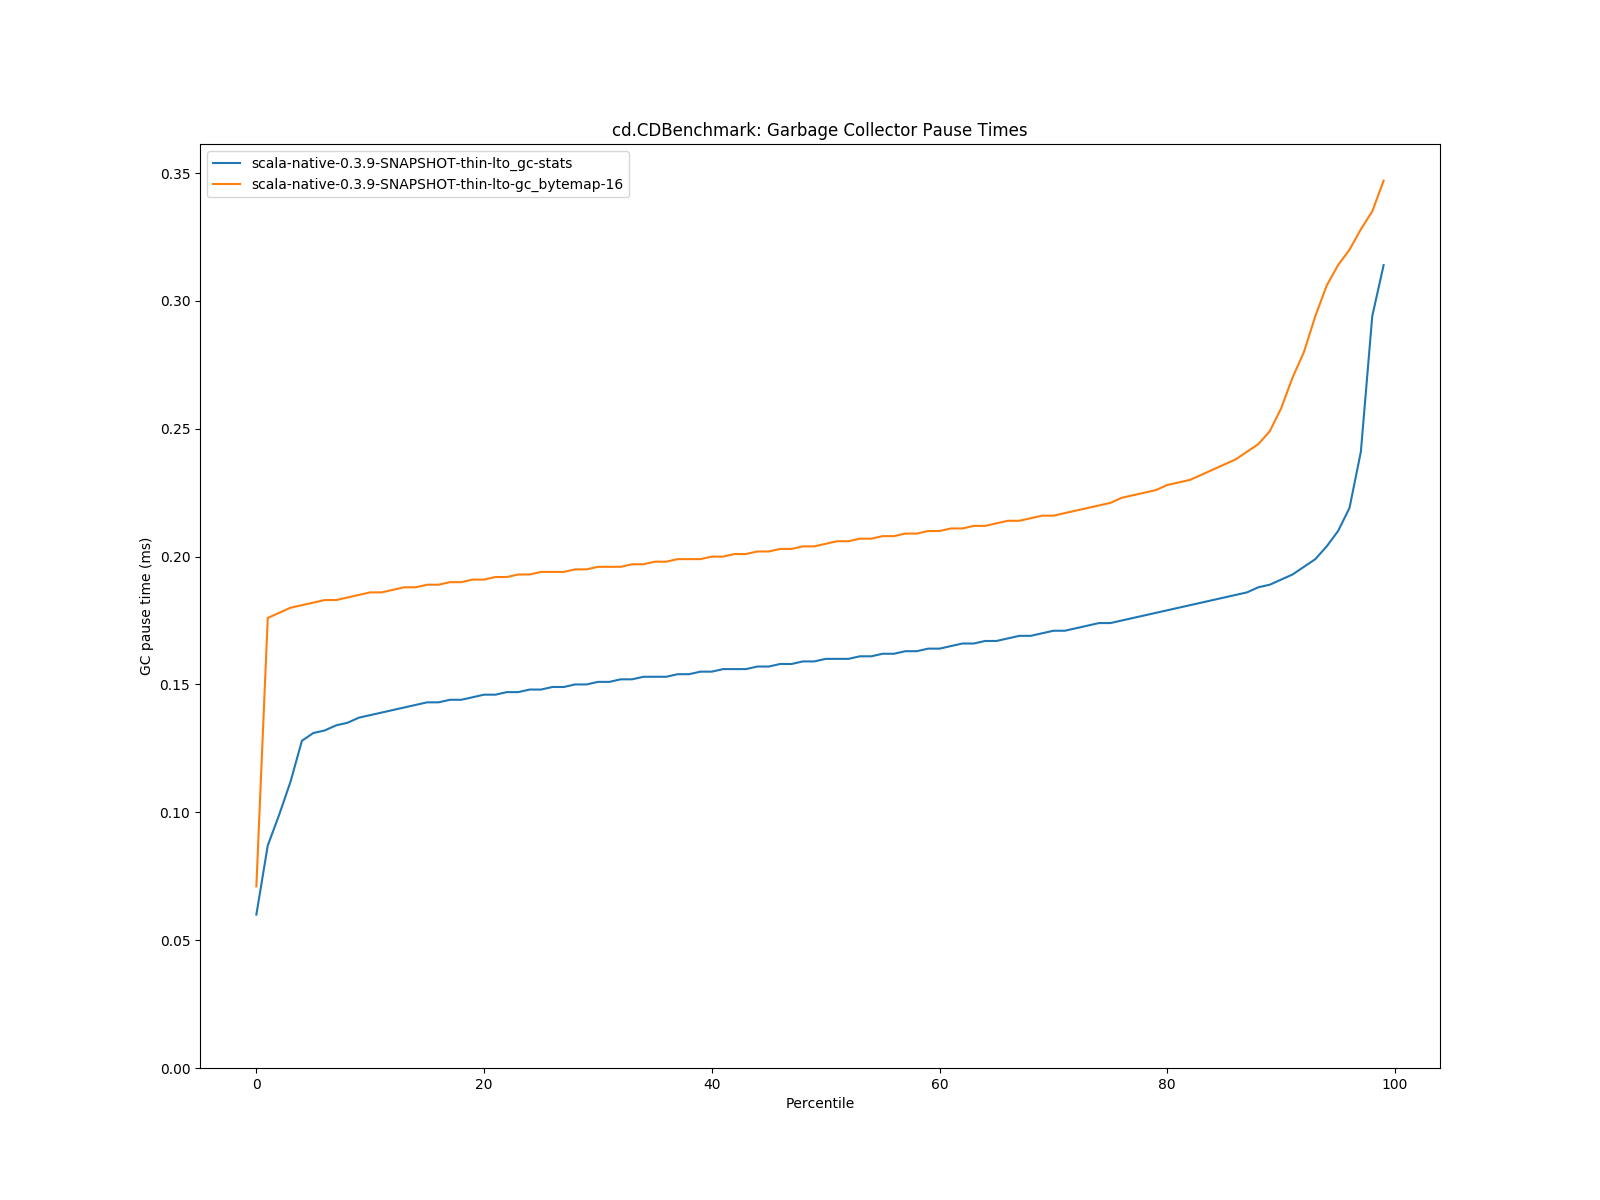 cd.CDBenchmark: Garbage Collector Pause Times
scala-native-0.3.9-SNAPSHOT-thin-lto_gc-stats
scala-native-0.3.9-SNAPSHOT-thin-lto-gc_bytemap-16
GC pause time (ms)
0.35
0.30
0.25
0.20
0.15
0.10
0.05
0.00
0 20 40 60 80 100
Percentile